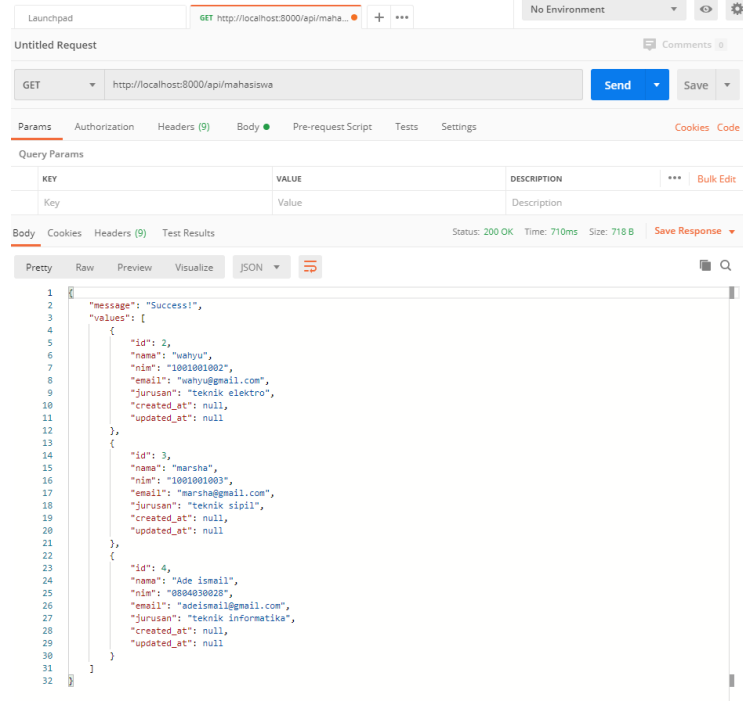 Launchpad
GET http://localhost:8000/api/maha...
No Environment
Untitled Request
Comments 0
GET http://localhost:8000/api/mahasiswa
Send
Save
Params Authorization Headers (9) Body Pre-request Script Tests Settings Cookies Code
Query Params
KEY VALUE DESCRIPTION Bulk Edit
Key Value Description
Body Cookies Headers (9) Test Results Status: 200 OK Time: 710ms Size: 718 B Save Response
Pretty Raw Preview Visualize JSON
1 {
2 "message": "Success!",
3 "values": [
4 {
5 "id": 2,
6 "nama": "wahyu",
7 "nim": "1001001002",
8 "email": "wahyu@gmail.com",
9 "jurusan": "teknik elektro",
10 "created_at": null,
11 "updated_at": null
12 },
13 {
14 "id": 3,
15 "nama": "marsha",
16 "nim": "1001001003",
17 "email": "marsha@gmail.com",
18 "jurusan": "teknik sipil",
19 "created_at": null,
20 "updated_at": null
21 },
22 {
23 "id": 4,
24 "nama": "Ade ismail",
25 "nim": "0804030028",
26 "email": "adeismail@gmail.com",
27 "jurusan": "teknik informatika",
28 "created_at": null,
29 "updated_at": null
30 }
31 ]
32 }